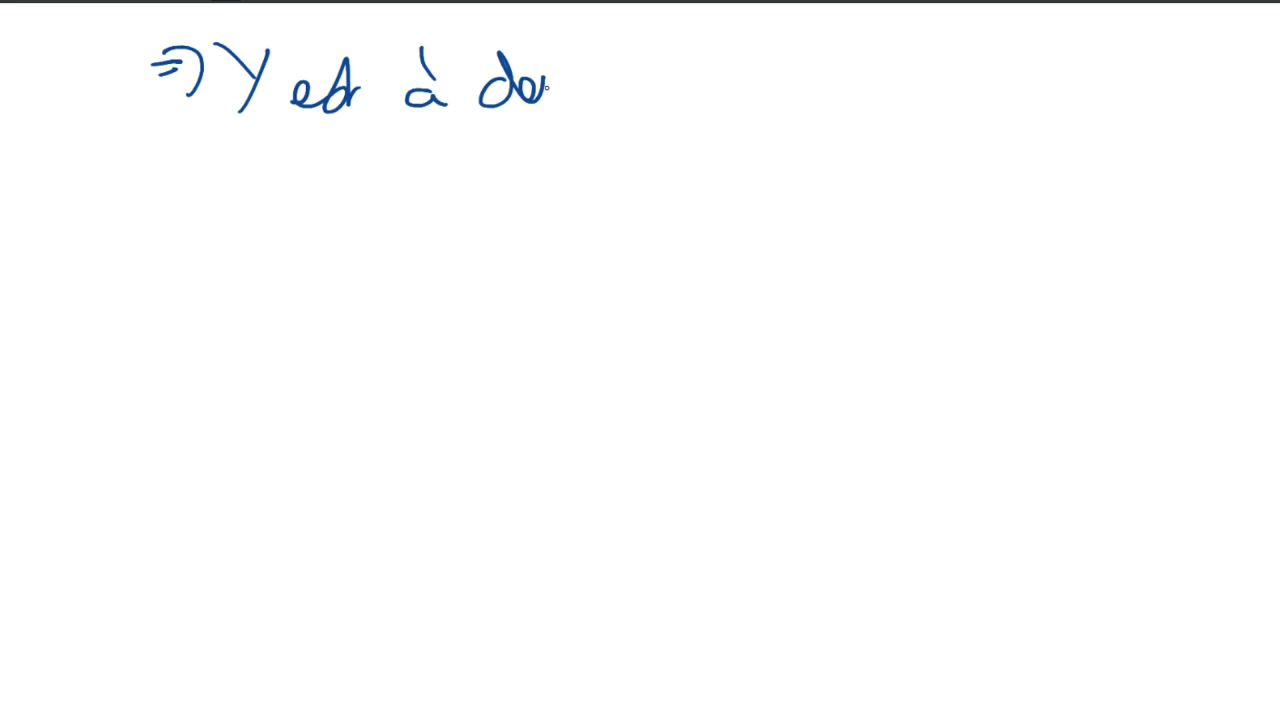 ⇒ Y est à de